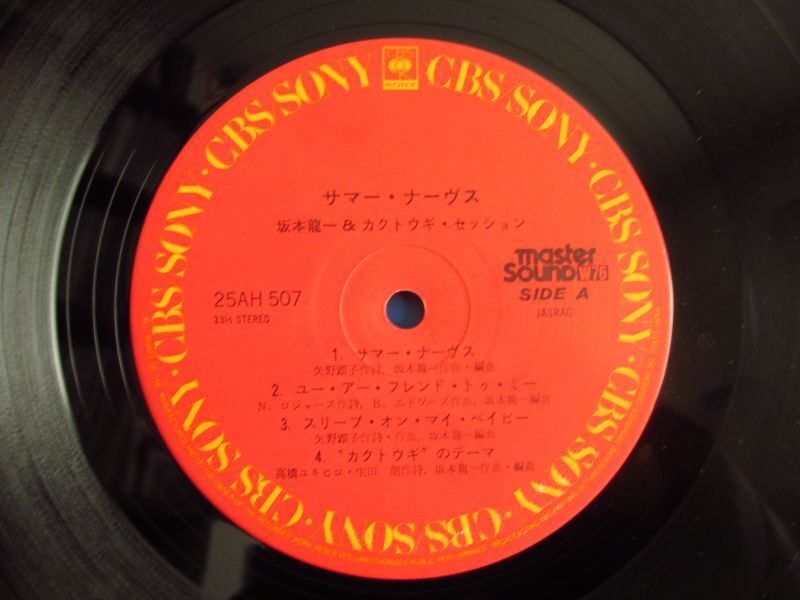 CBS/SONY · CBS/SONY · CBS/SONY · CBS/SONY · CBS/SONY · CBS/SONY · CBS/SONY
CBS
サマー・ナーヴス
坂本龍一 & カクトウギ・セッション
master
SOUND W76
25AH 507
SIDE A
33⅓ STEREO
JASRAC
1. サマー・ナーヴス
矢野顕子作詩, 坂本龍一作曲・編曲
2. ユー・アー・フレンド・トゥ・ミー
N. ロジャース作詩, B. エドワーズ作曲, 坂本龍一編曲
3. スリープ・オン・マイ・ベイビー
矢野顕子作詩・作曲, 坂本龍一編曲
4. "カクトウギ" のテーマ
高橋ユキヒロ・生田 朗作詩, 坂本龍一作曲・編曲